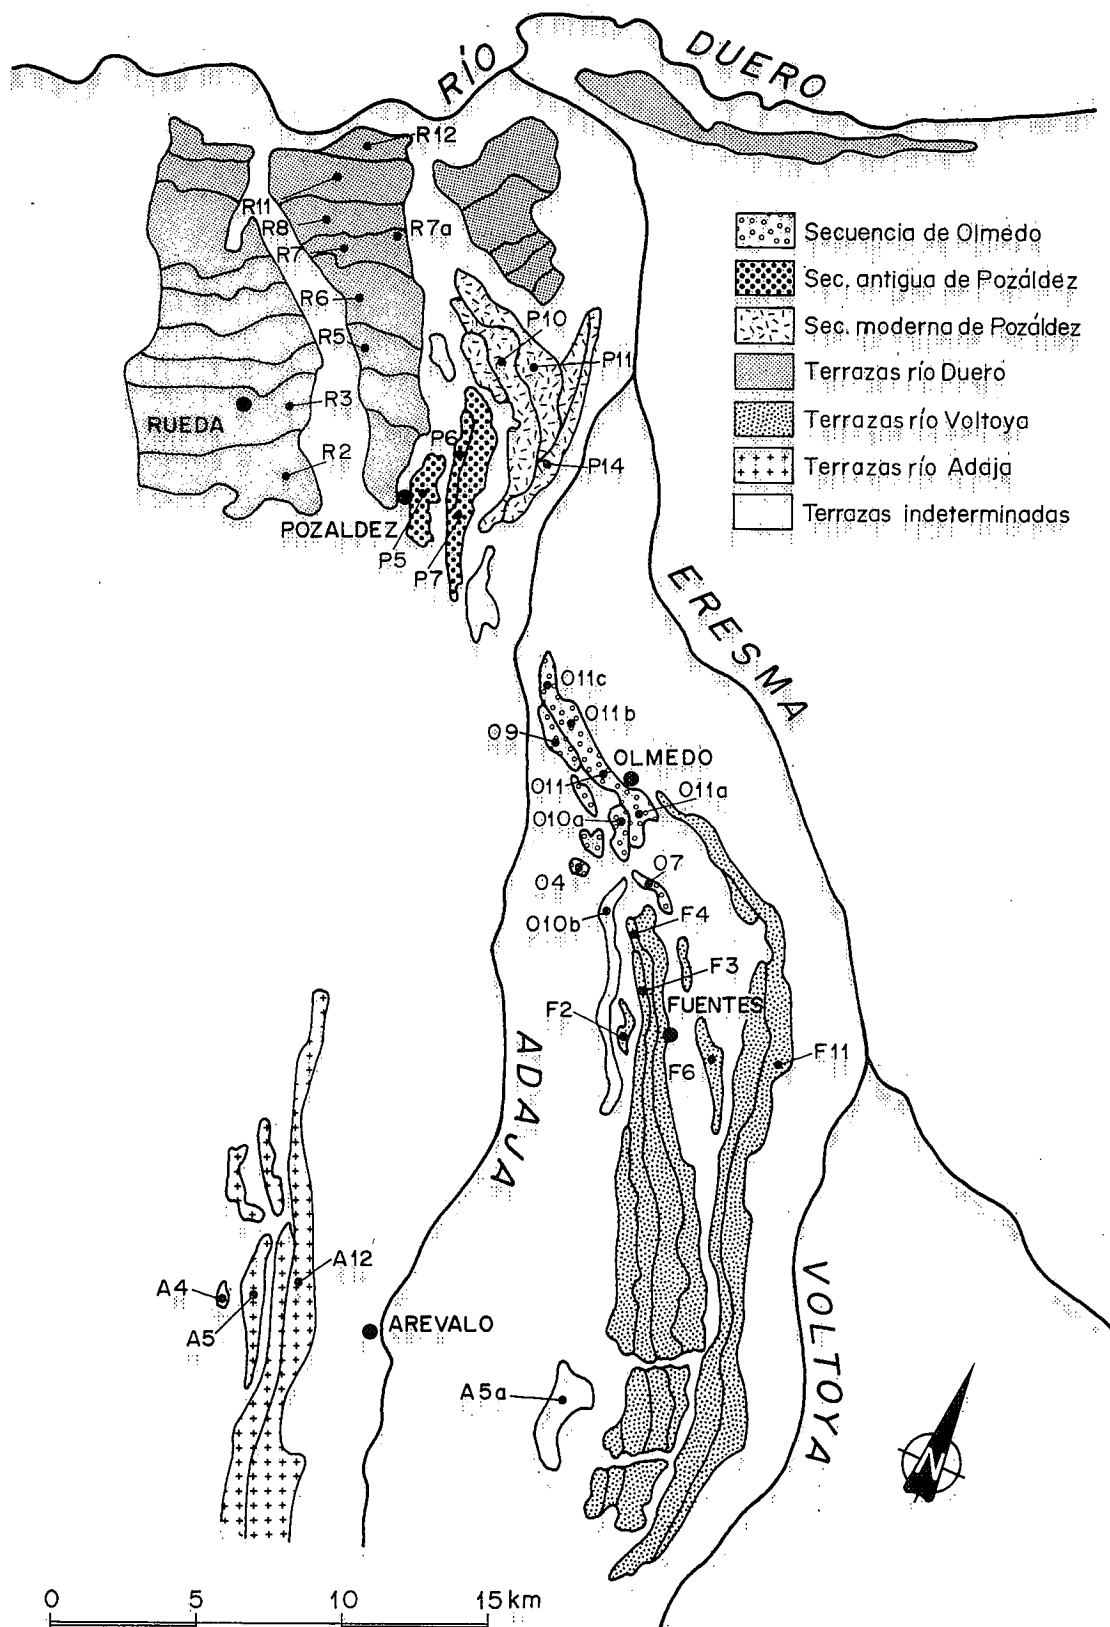 RÍO DUERO
R12
R11
R8
R7a
R7
R6
R5
R3
RUEDA
R2
POZALDEZ
P10
P11
P6
P14
P5
P7
Secuencia de Olmedo
Sec. antigua de Pozáldez
Sec. moderna de Pozáldez
Terrazas río Duero
Terrazas río Voltoya
Terrazas río Adaja
Terrazas indeterminadas
ERESMA
O11c
O11b
O9
OLMEDO
O11
O11a
O10a
O7
O4
O10b
F4
F3
FUENTES
F2
F6
F11
ADAJA
A12
A4
A5
AREVALO
A5a
VOLTOYA
N
0 5 10 15 km